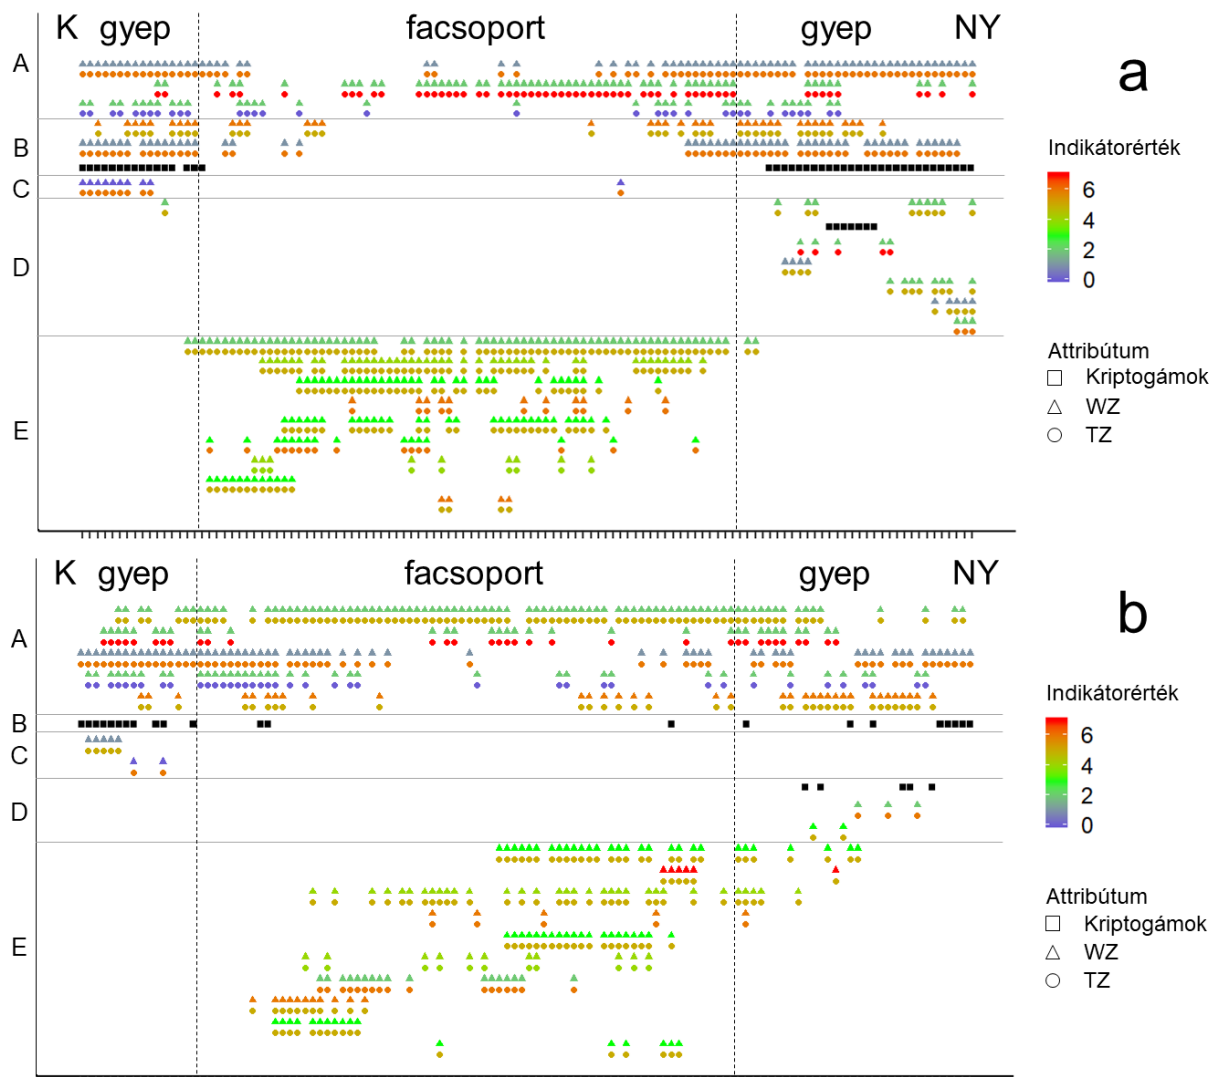 K gyep facsoport gyep NY
a
A
B
C
D
E
Indikátorérték
6
4
2
0
Attribútum
Kriptogámok
WZ
TZ
K gyep facsoport gyep NY
b
A
B
C
D
E
Indikátorérték
6
4
2
0
Attribútum
Kriptogámok
WZ
TZ